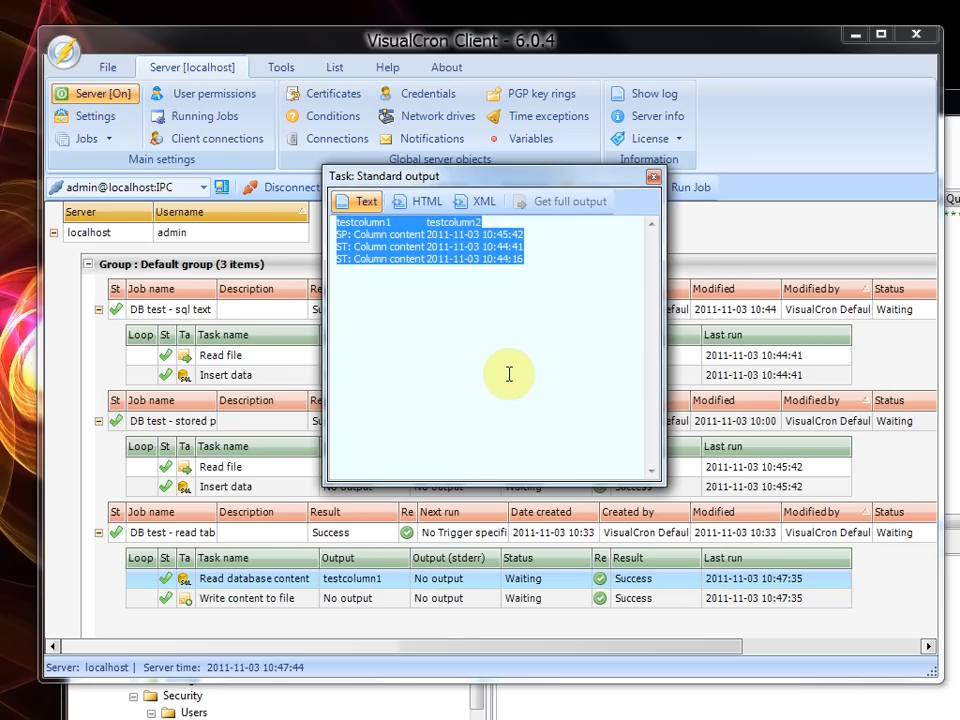 VisualCron Client - 6.0.4
File Server [localhost] Tools List Help About
Server [On] User permissions Certificates Credentials PGP key rings Show log
Settings Running Jobs Conditions Network drives Time exceptions Server info
Jobs Client connections Connections Notifications Variables License
Main settings Global server objects Information
admin@localhost:IPC Disconnect Run Job
Task: Standard output
Text HTML XML Get full output
testcolumn1 testcolumn2
SP: Column content 2011-11-03 10:45:42
ST: Column content 2011-11-03 10:44:41
ST: Column content 2011-11-03 10:44:16
Server Username
localhost admin
Group : Default group (3 items)
St Job name Description Modified Modified by Status
DB test - sql text 2011-11-03 10:44 VisualCron Defaul Waiting
Loop St Ta Task name Last run
Read file 2011-11-03 10:44:41
Insert data 2011-11-03 10:44:41
St Job name Description Modified Modified by Status
DB test - stored p 2011-11-03 10:00 VisualCron Defaul Waiting
Loop St Ta Task name Last run
Read file 2011-11-03 10:45:42
Insert data No Output No output Waiting Success 2011-11-03 10:45:42
St Job name Description Result Re Next run Date created Created by Modified Modified by Status
DB test - read tab Success No Trigger specifi 2011-11-03 10:33 VisualCron Defaul 2011-11-03 10:33 VisualCron Defaul Waiting
Loop St Ta Task name Output Output (stderr) Status Re Result Last run
Read database content testcolumn1 No output Waiting Success 2011-11-03 10:47:35
Write content to file No output No output Waiting Success 2011-11-03 10:47:35
Server: localhost | Server time: 2011-11-03 10:47:44
Security
Users